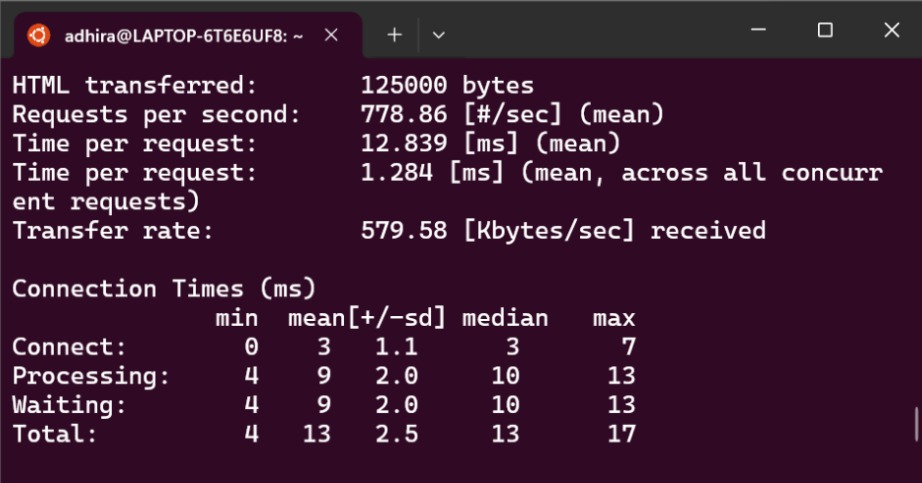 adhira@LAPTOP-6T6E6UF8: ~
HTML transferred: 125000 bytes
Requests per second: 778.86 [#/sec] (mean)
Time per request: 12.839 [ms] (mean)
Time per request: 1.284 [ms] (mean, across all concurr
ent requests)
Transfer rate: 579.58 [Kbytes/sec] received
Connection Times (ms)
min mean[+/-sd] median max
Connect: 0 3 1.1 3 7
Processing: 4 9 2.0 10 13
Waiting: 4 9 2.0 10 13
Total: 4 13 2.5 13 17